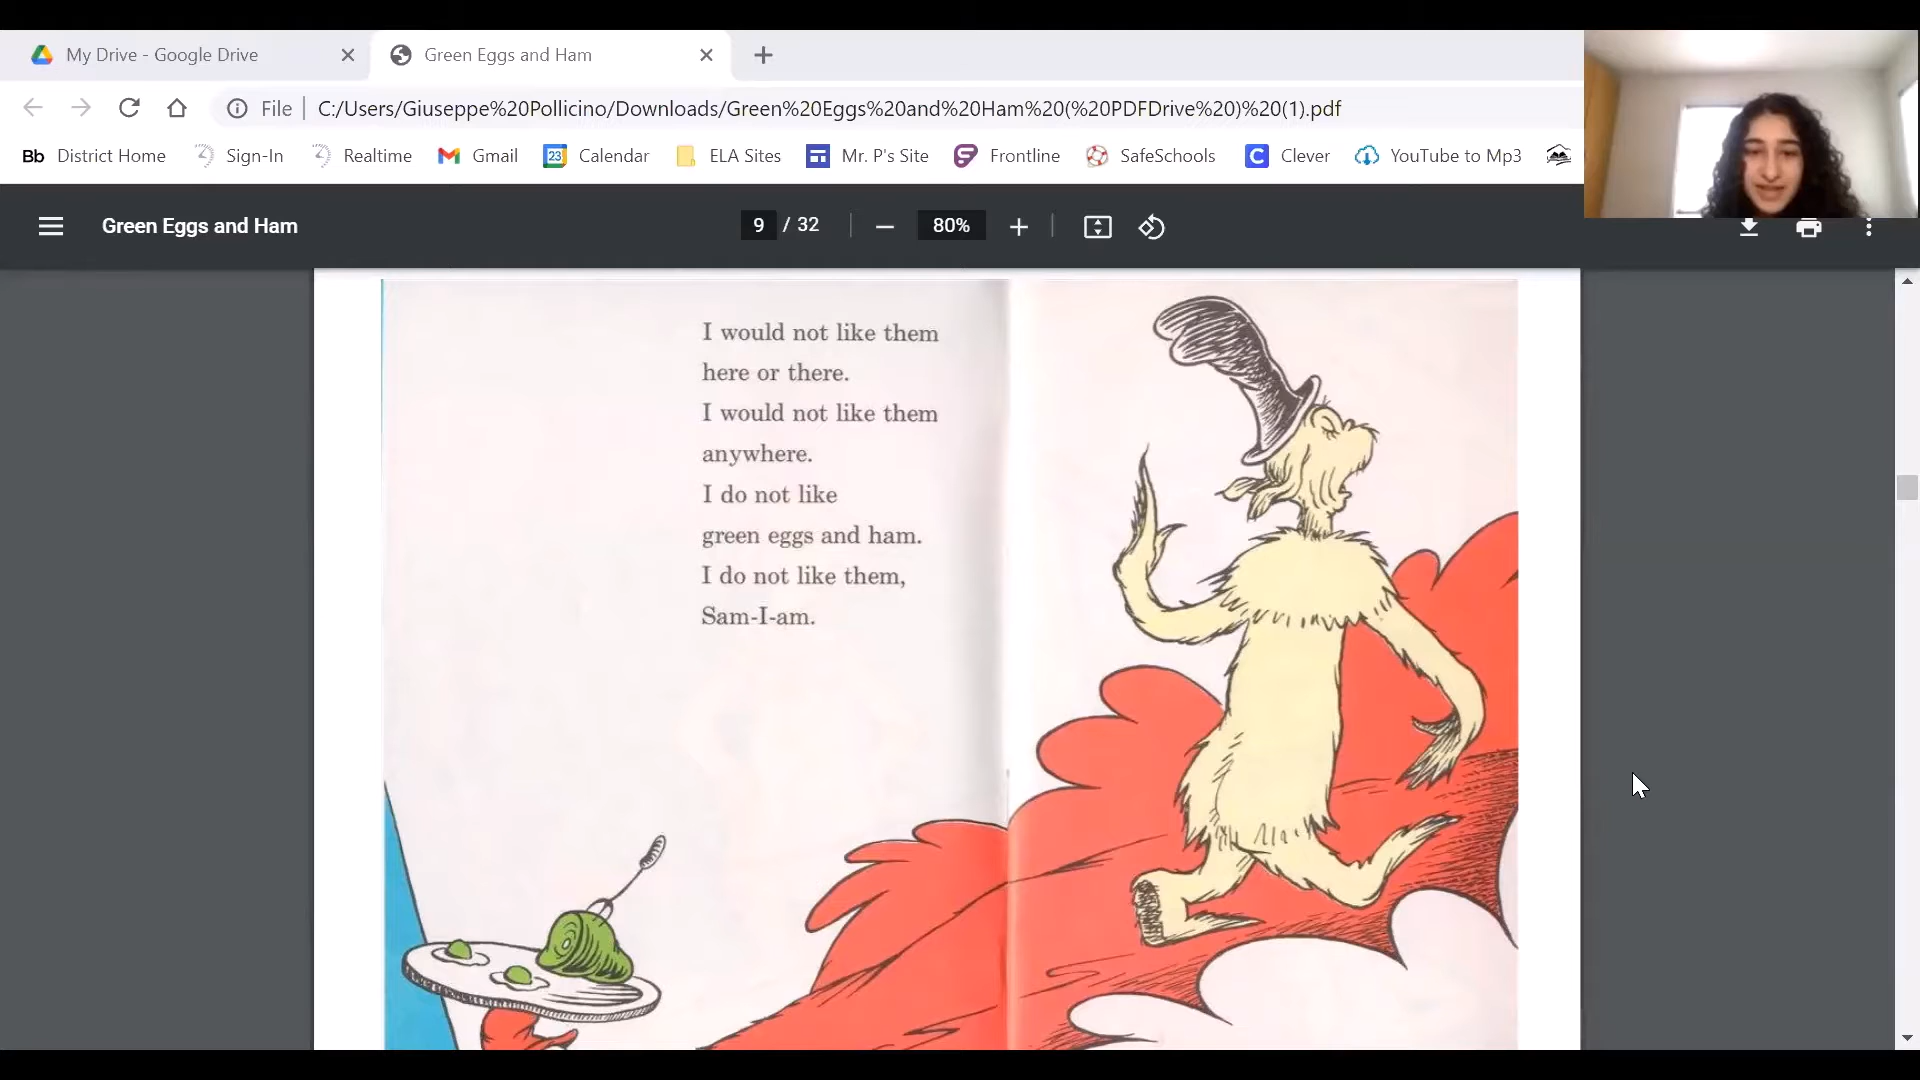 My Drive - Google Drive
Green Eggs and Ham
File
C:/Users/Giuseppe%20Pollicino/Downloads/Green%20Eggs%20and%20Ham%20(%20PDFDrive%20)%20(1).pdf
Bb District Home
Sign-In
Realtime
Gmail
23 Calendar
ELA Sites
Mr. P's Site
Frontline
SafeSchools
C Clever
YouTube to Mp3
Green Eggs and Ham
9 / 32
80%
I would not like them
here or there.
I would not like them
anywhere.
I do not like
green eggs and ham.
I do not like them,
Sam-I-am.